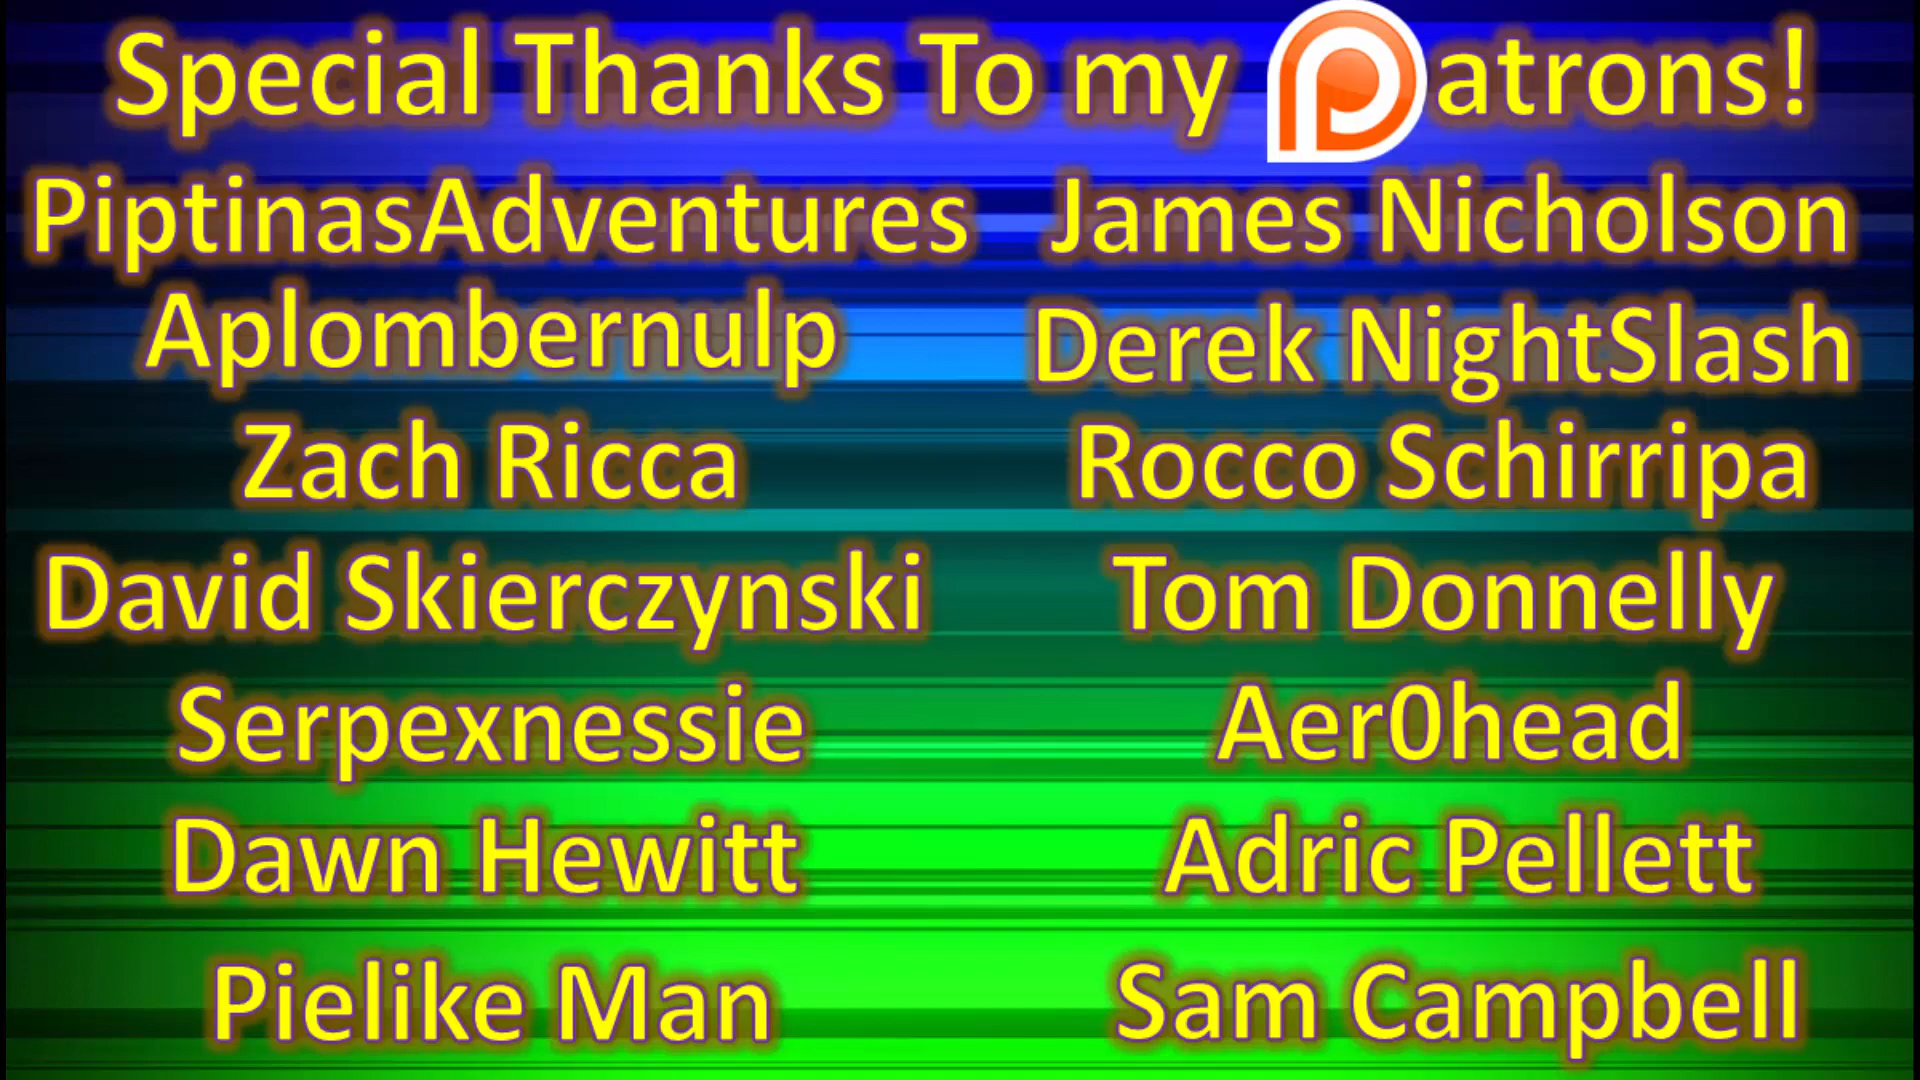 Special Thanks To my Patrons!
PiptinasAdventures James Nicholson
Aplombernulp Derek NightSlash
Zach Ricca Rocco Schirripa
David Skierczynski Tom Donnelly
Serpexnessie Aer0head
Dawn Hewitt Adric Pellett
Pielike Man Sam Campbell